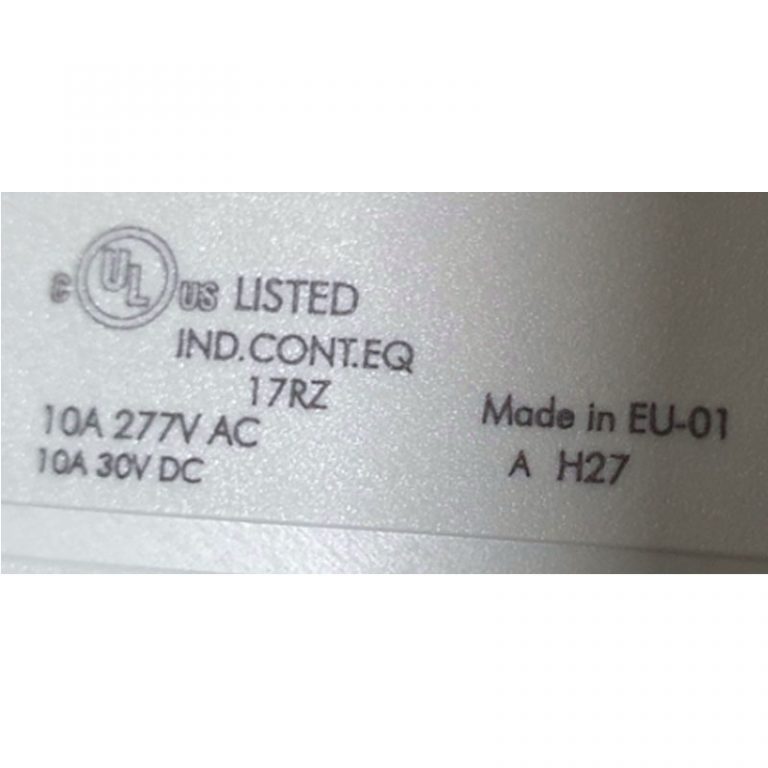 c UL US LISTED
IND.CONT.EQ
17RZ
10A 277V AC
10A 30V DC
Made in EU-01
A H27